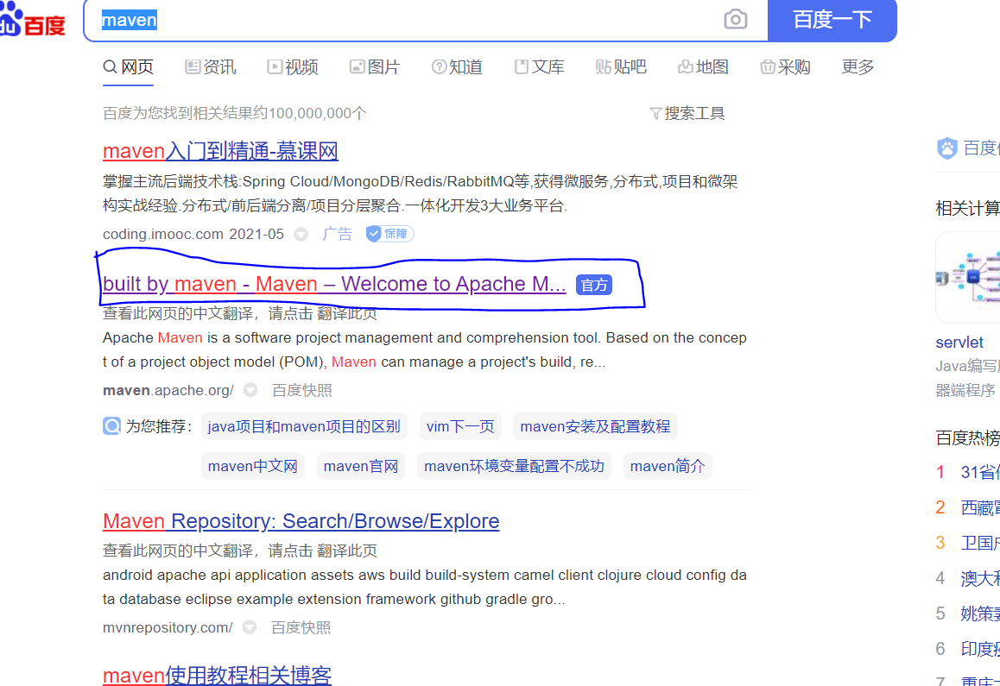 du百度
maven
百度一下
网页 资讯 视频 图片 知道 文库 贴吧 地图 采购 更多
百度为您找到相关结果约100,000,000个
搜索工具
maven入门到精通-慕课网
掌握主流后端技术栈:Spring Cloud/MongoDB/Redis/RabbitMQ等,获得微服务,分布式,项目和微架
构实战经验.分布式/前后端分离/项目分层聚合.一体化开发3大业务平台.
coding.imooc.com 2021-05 广告 保障
built by maven - Maven – Welcome to Apache M... 官方
查看此网页的中文翻译，请点击 翻译此页
Apache Maven is a software project management and comprehension tool. Based on the concep
t of a project object model (POM), Maven can manage a project's build, re...
maven.apache.org/ 百度快照
为您推荐： java项目和maven项目的区别 vim下一页 maven安装及配置教程
maven中文网 maven官网 maven环境变量配置不成功 maven简介
Maven Repository: Search/Browse/Explore
查看此网页的中文翻译，请点击 翻译此页
android apache api application assets aws build build-system camel client clojure cloud config da
ta database eclipse example extension framework github gradle gro...
mvnrepository.com/ 百度快照
maven使用教程相关博客
百度
相关计算
servlet
Java编写
器端程序
百度热榜
1 31省
2 西藏
3 卫国
4 澳大
5 姚策
6 印度
7 重庆